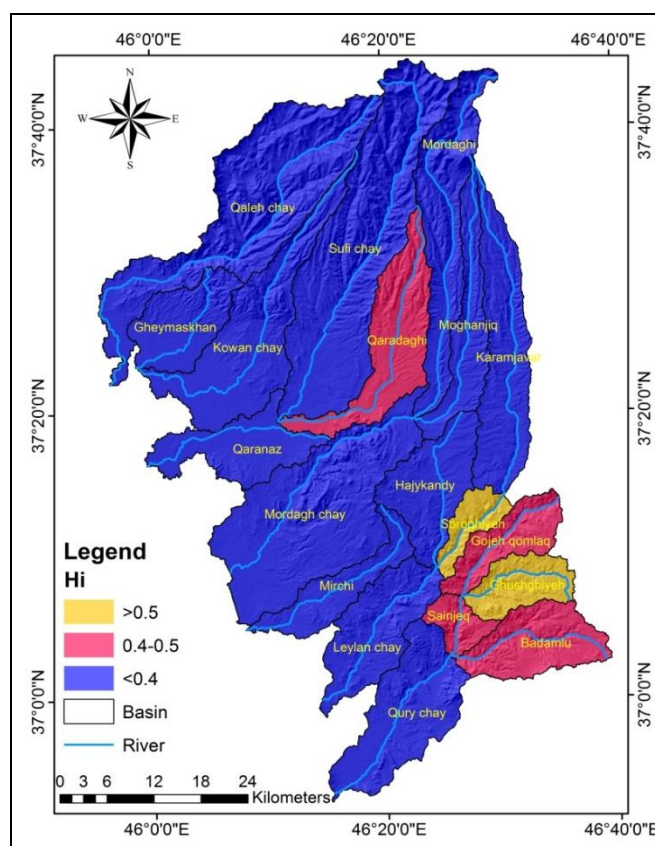 46°0'0"E 46°20'0"E 46°40'0"E
N
W E
S
37°40'0"N 37°40'0"N
Mordaghi
Qaleh chay
Sufi chay
Gheymaskhan
Kowan chay
Qaradaghi
Moghanjiq
Karamjavar
37°20'0"N 37°20'0"N
Qaranaz
Hajykandy
Mordagh chay
Gojeh qomlaq
Legend
Hi
>0.5
0.4-0.5
<0.4
Basin
River
Mirchi
Ghushghiyeh
Sainjeq
Leylan chay
Badamlu
Qury chay
37°0'0"N 37°0'0"N
0 3 6 12 18 24
Kilometers
46°0'0"E 46°20'0"E 46°40'0"E